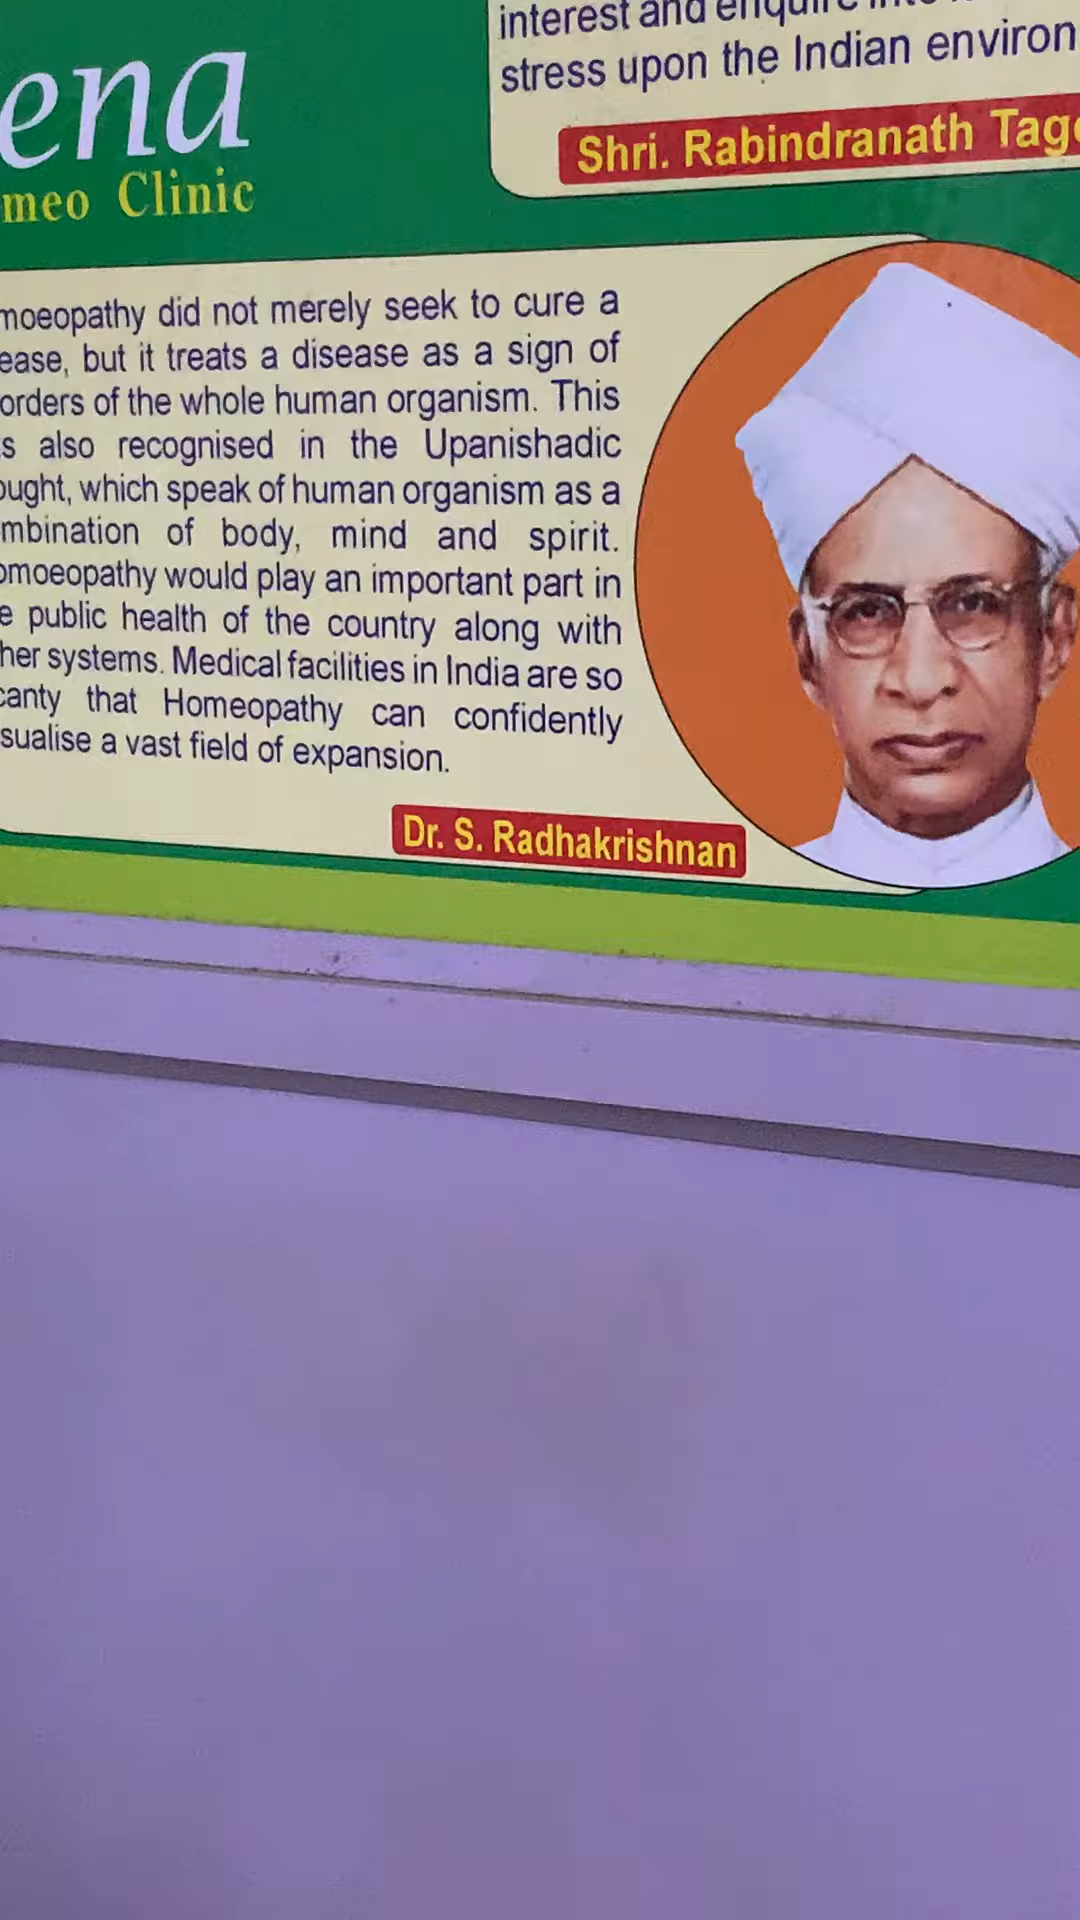 interest and enquire
stress upon the Indian environ
Shri. Rabindranath Tag
ena
meo Clinic
moeopathy did not merely seek to cure a
ease, but it treats a disease as a sign of
orders of the whole human organism. This
s also recognised in the Upanishadic
ought, which speak of human organism as a
mbination of body, mind and spirit.
omoeopathy would play an important part in
e public health of the country along with
her systems. Medical facilities in India are so
canty that Homeopathy can confidently
sualise a vast field of expansion.
Dr. S. Radhakrishnan